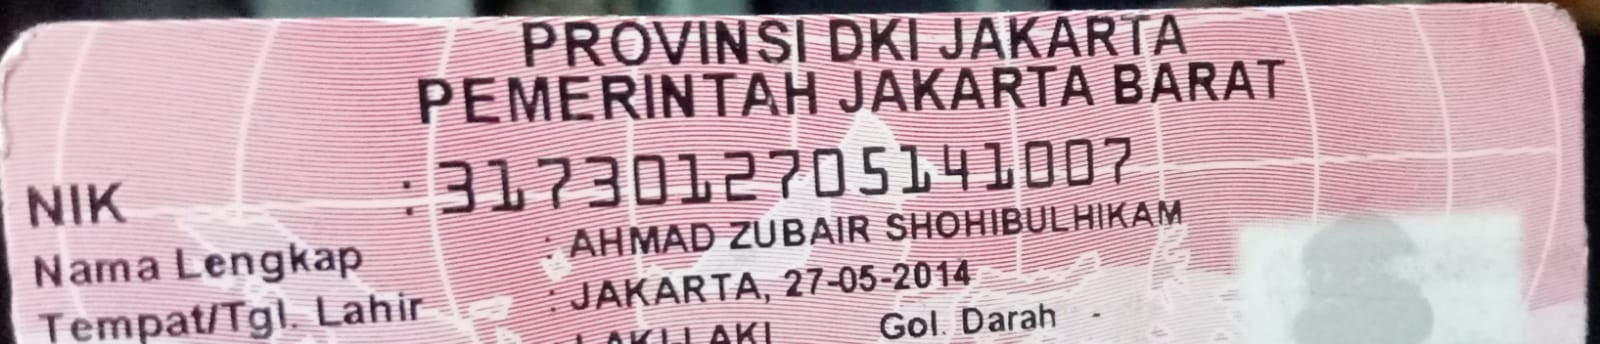 PROVINSI DKI JAKARTA
PEMERINTAH JAKARTA BARAT
NIK : 3173012705141007
Nama Lengkap : AHMAD ZUBAIR SHOHIBULHIKAM
Tempat/Tgl. Lahir : JAKARTA, 27-05-2014
: LAKI-LAKI Gol. Darah -